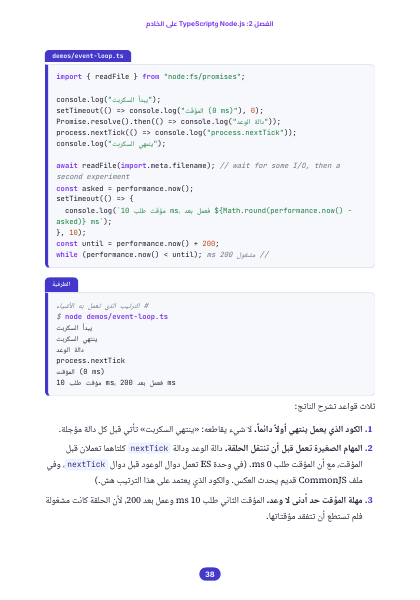 الفصل 2: Node.js وTypeScript على الخادم
demos/event-loop.ts
import { readFile } from "node:fs/promises";
console.log("يبدأ السكربت");
setTimeout(() => console.log("المؤقت (0 ms)"), 0);
Promise.resolve().then(() => console.log("دالة الوعد"));
process.nextTick(() => console.log("process.nextTick"));
console.log("ينتهي السكربت");
await readFile(import.meta.filename); // wait for some I/O, then a
second experiment
const asked = performance.now();
setTimeout(() => {
console.log(`مؤقت طلب 10 ms، فعمل بعد ${Math.round(performance.now() -
asked)} ms`);
}, 10);
const until = performance.now() + 200;
while (performance.now() < until); // مشغول 200 ms
الطرفية
# الترتيب الذي تعمل به الأشياء
$ node demos/event-loop.ts
يبدأ السكربت
ينتهي السكربت
دالة الوعد
process.nextTick
المؤقت (0 ms)
مؤقت طلب 10 ms، فعمل بعد 200 ms
ثلاث قواعد تشرح الناتج:
1. الكود الذي يعمل ينتهي أولاً دائماً. لا شيء يقاطعه: «ينتهي السكربت» تأتي قبل كل دالة مؤجلة.
2. المهام الصغيرة تعمل قبل أن تنتقل الحلقة. دالة الوعد ودالة nextTick كلتاهما تعملان قبل
المؤقت، مع أن المؤقت طلب 0 ms. (في وحدة ES تعمل دوال الوعود قبل دوال nextTick، وفي
ملف CommonJS قديم يحدث العكس. والكود الذي يعتمد على هذا الترتيب هش.)
3. مهلة المؤقت حد أدنى لا وعد. المؤقت الثاني طلب 10 ms وعمل بعد 200، لأن الحلقة كانت مشغولة
فلم تستطع أن تتفقد مؤقتاتها.
38